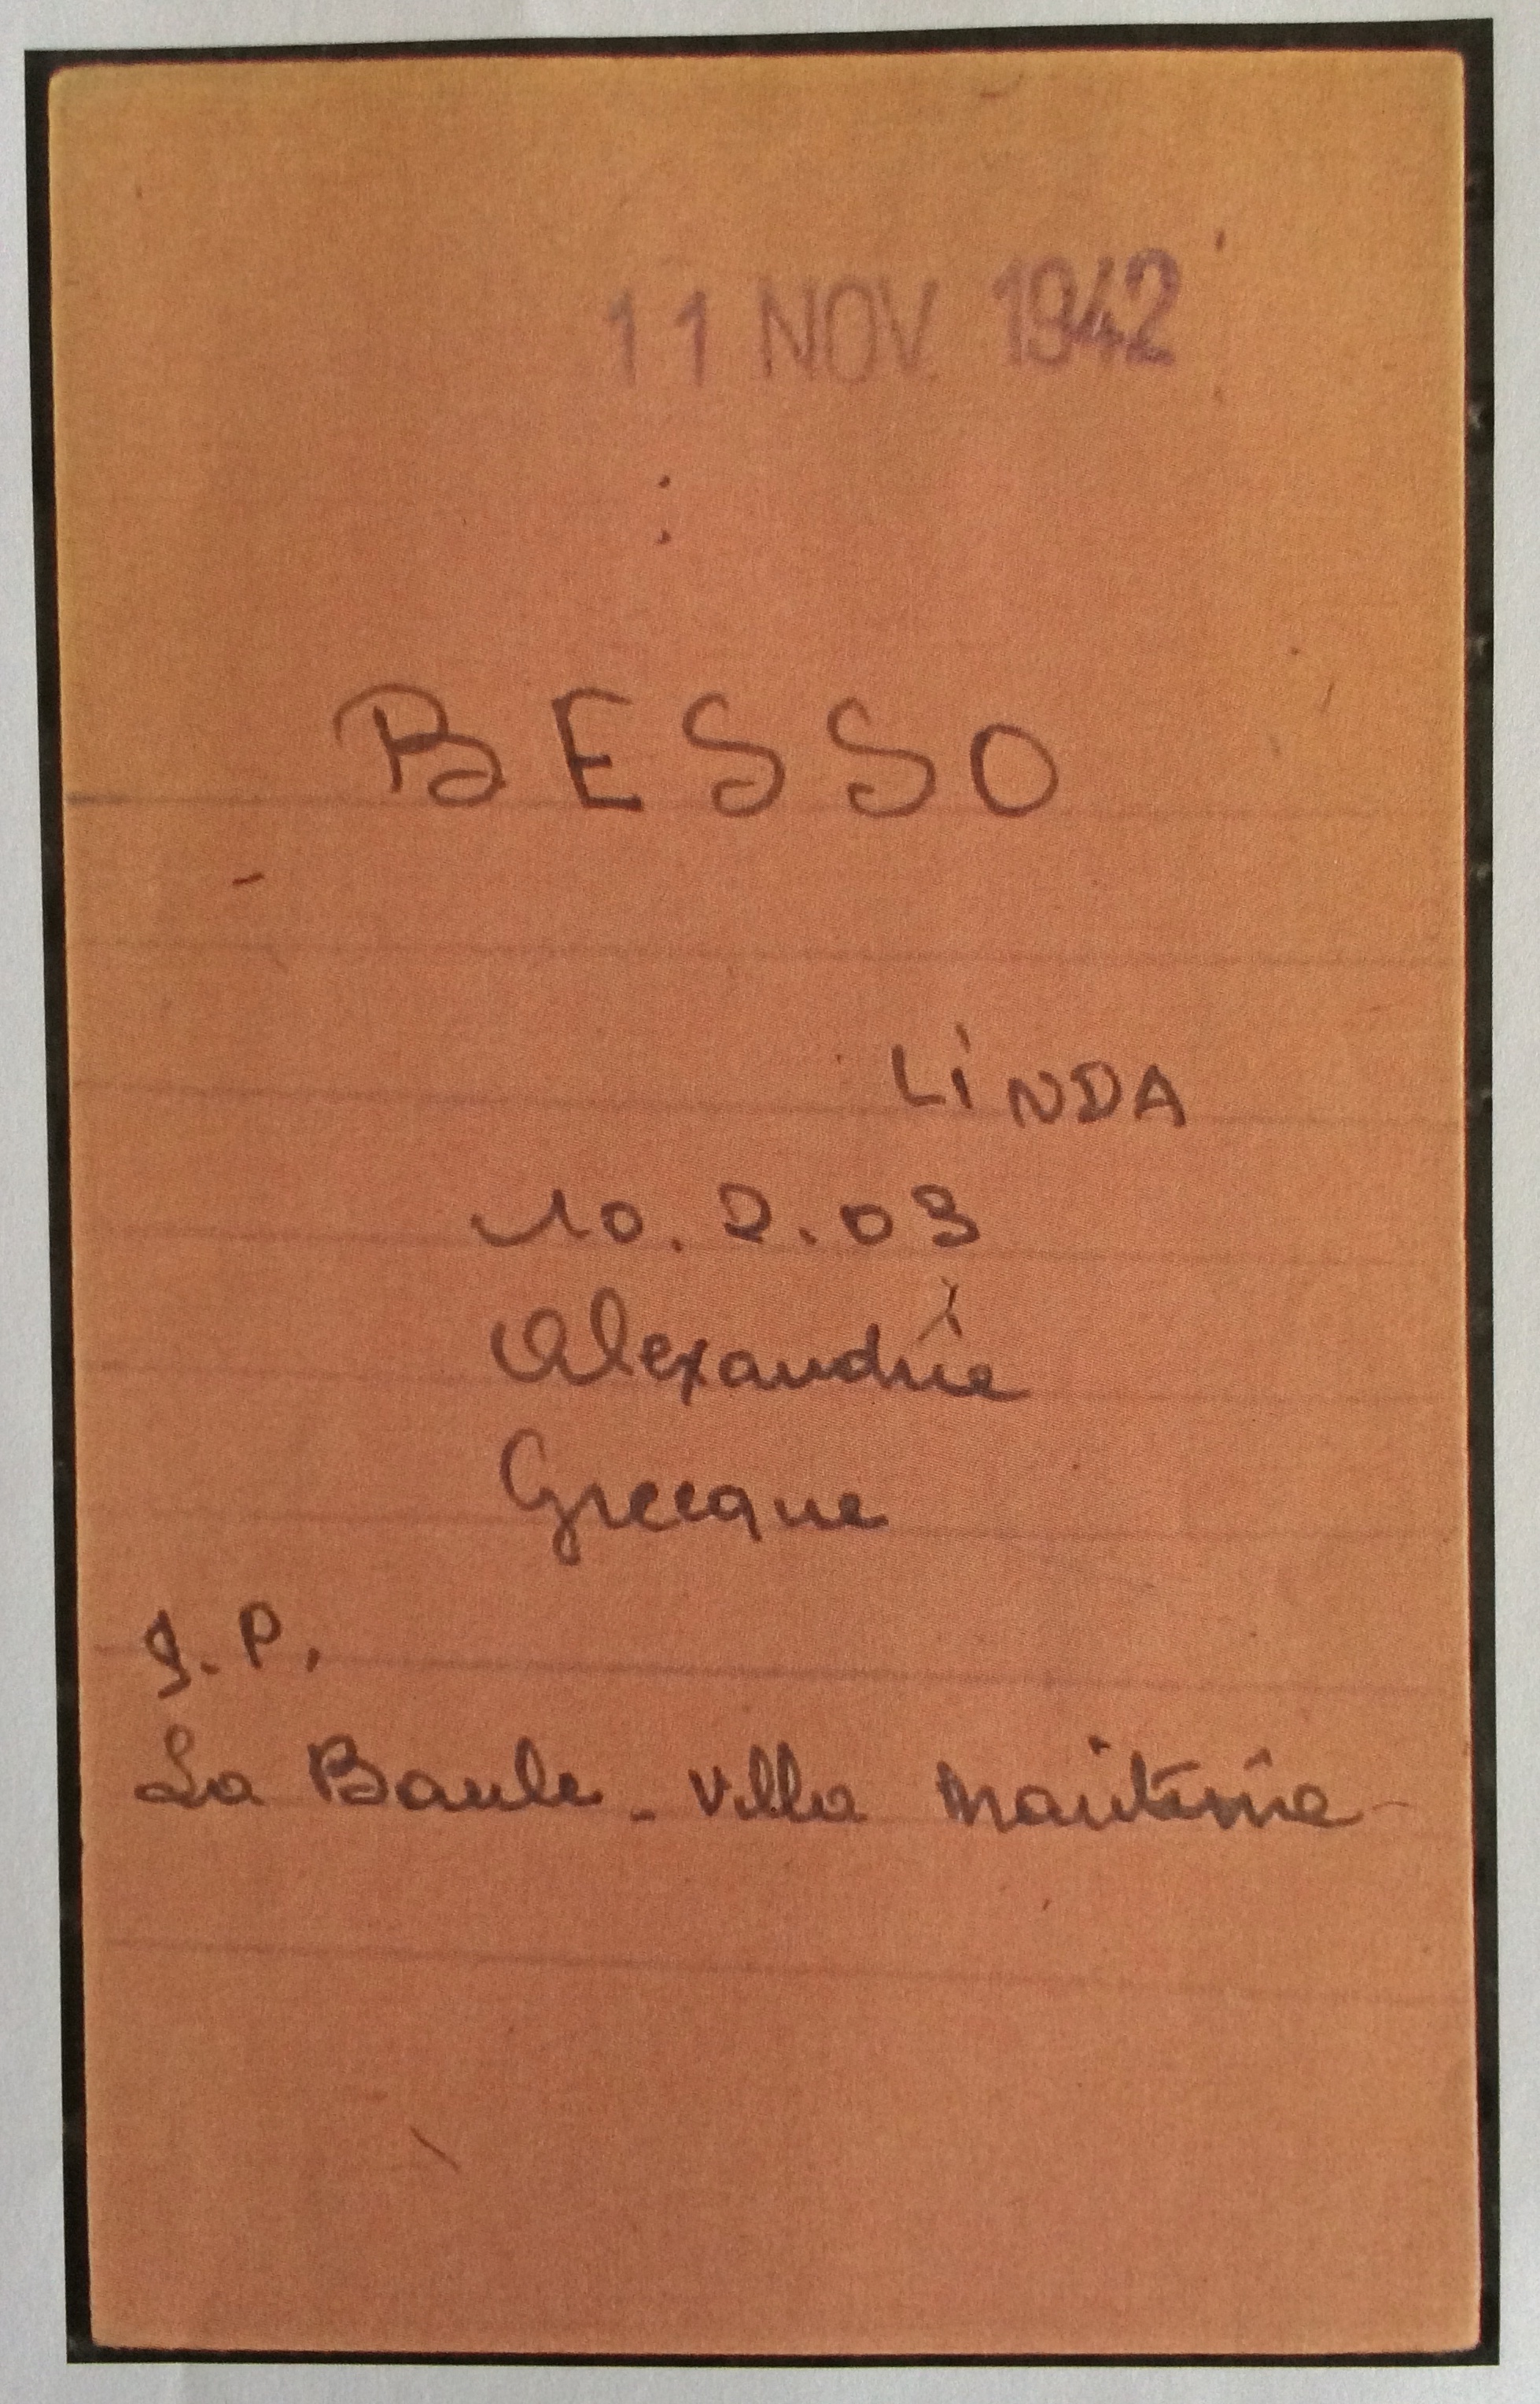 11 NOV. 1942
BESSO
LINDA
10.2.03
Alexandrie
Grecque
S.P.
La Baule - Villa